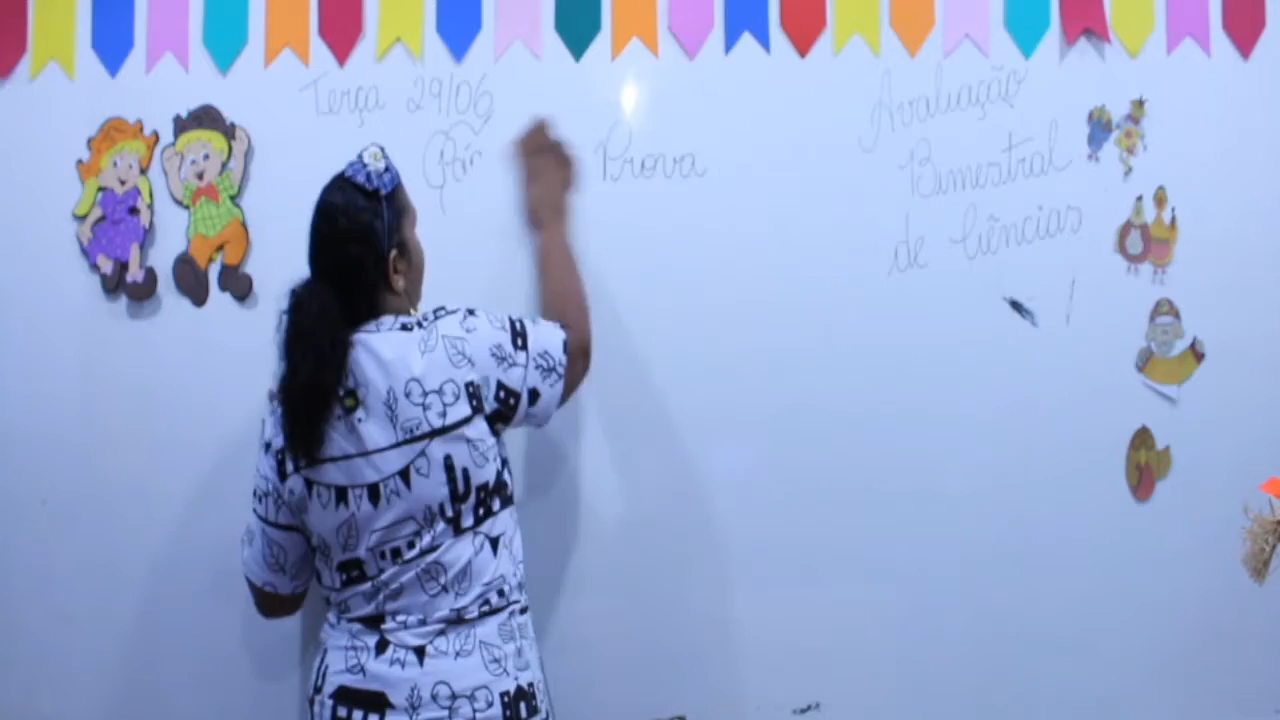 Terça 29/06
Prova
Avaliação
Bimestral
de Ciências